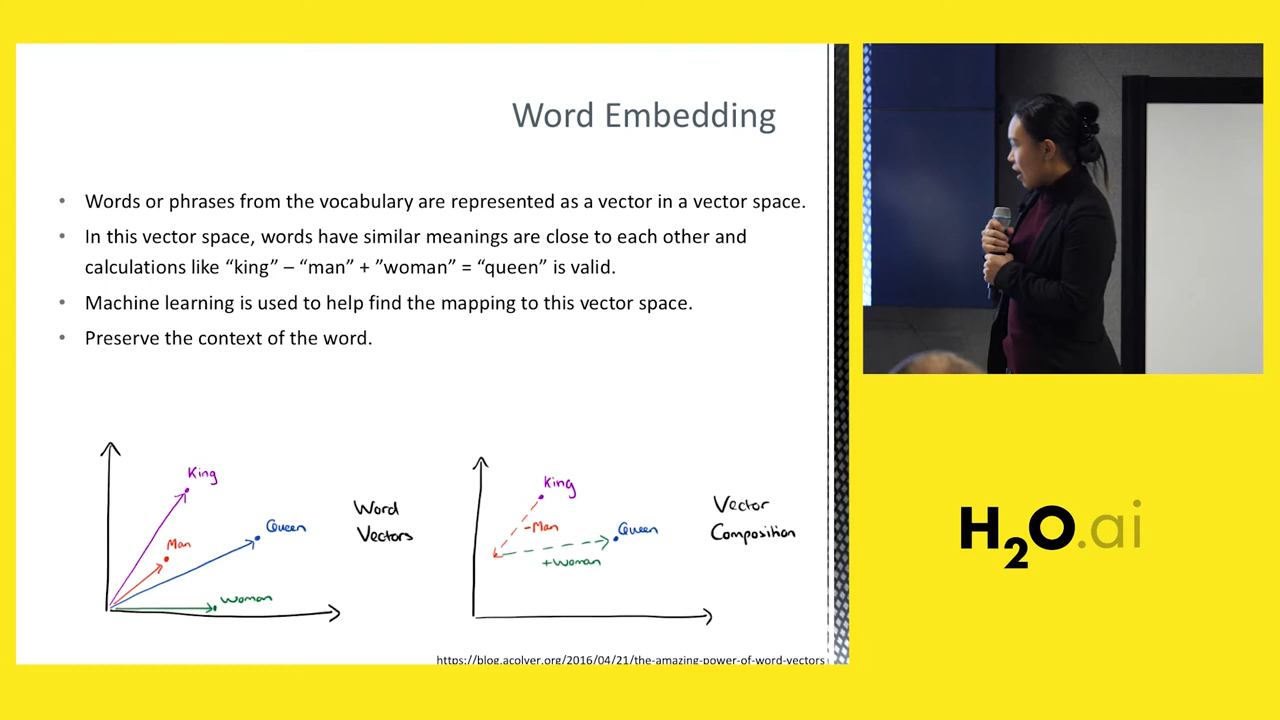 Word Embedding
• Words or phrases from the vocabulary are represented as a vector in a vector space.
• In this vector space, words have similar meanings are close to each other and
calculations like “king” – “man” + ”woman” = “queen” is valid.
• Machine learning is used to help find the mapping to this vector space.
• Preserve the context of the word.
King
Man
Queen
Woman
Word
Vectors
King
-Man
Queen
+Woman
Vector
Composition
https://blog.acolyer.org/2016/04/21/the-amazing-power-of-word-vectors
H2O.ai